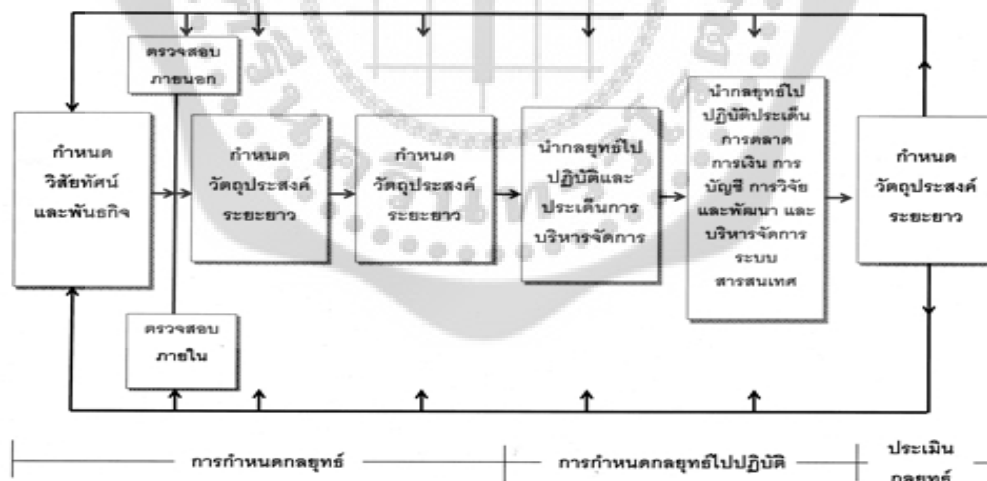 ตรวจสอบ
ภายนอก
กำหนด
วิสัยทัศน์
และพันธกิจ
กำหนด
วัตถุประสงค์
ระยะยาว
กำหนด
วัตถุประสงค์
ระยะยาว
นำกลยุทธ์ไป
ปฏิบัติและ
ประเด็นการ
บริหารจัดการ
นำกลยุทธ์ไป
ปฏิบัติประเด็น
การตลาด
การเงิน การ
บัญชี การวิจัย
และพัฒนา และ
บริหารจัดการ
ระบบ
สารสนเทศ
กำหนด
วัตถุประสงค์
ระยะยาว
ตรวจสอบ
ภายใน
การกำหนดกลยุทธ์
การกำหนดกลยุทธ์ไปปฏิบัติ
ประเมิน
กลยุทธ์